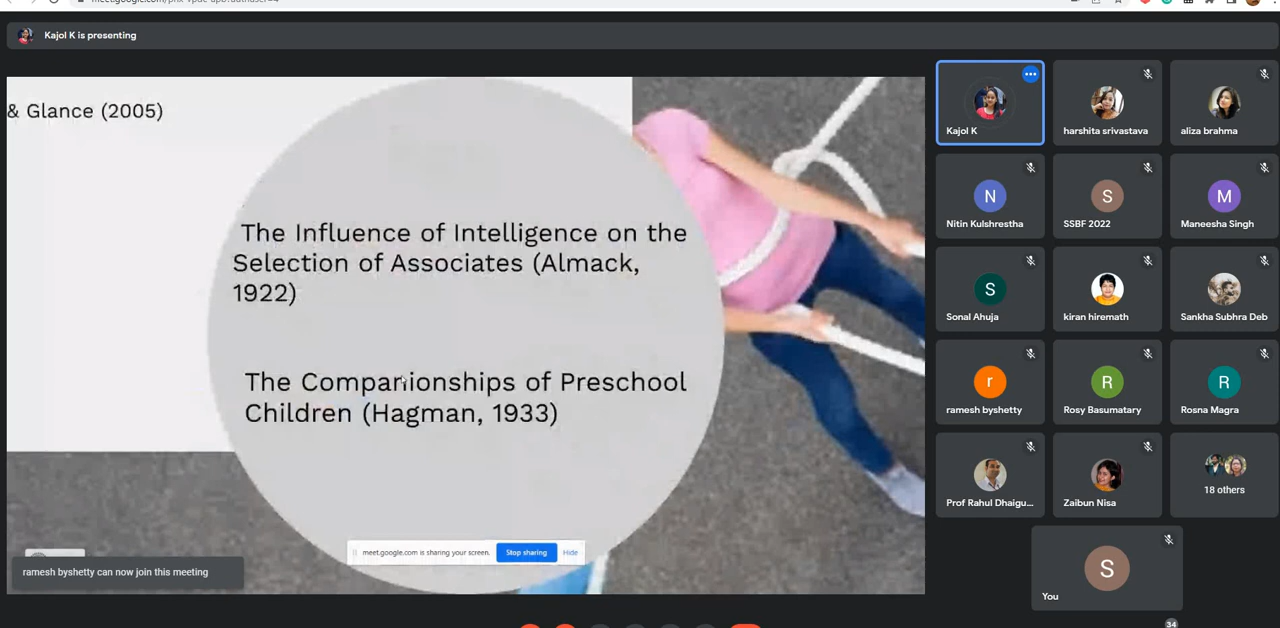 Kajol K is presenting
& Glance (2005)
The Influence of Intelligence on the
Selection of Associates (Almack,
1922)
The Companionships of Preschool
Children (Hagman, 1933)
meet.google.com is sharing your screen.
Stop sharing
Hide
ramesh byshetty can now join this meeting
Kajol K
harshita srivastava
aliza brahma
N
Nitin Kulshrestha
S
SSBF 2022
M
Maneesha Singh
S
Sonal Ahuja
kiran hiremath
Sankha Subhra Deb
r
ramesh byshetty
R
Rosy Basumatary
R
Rosna Magra
Prof Rahul Dhaigu...
Zaibun Nisa
18 others
S
You
34